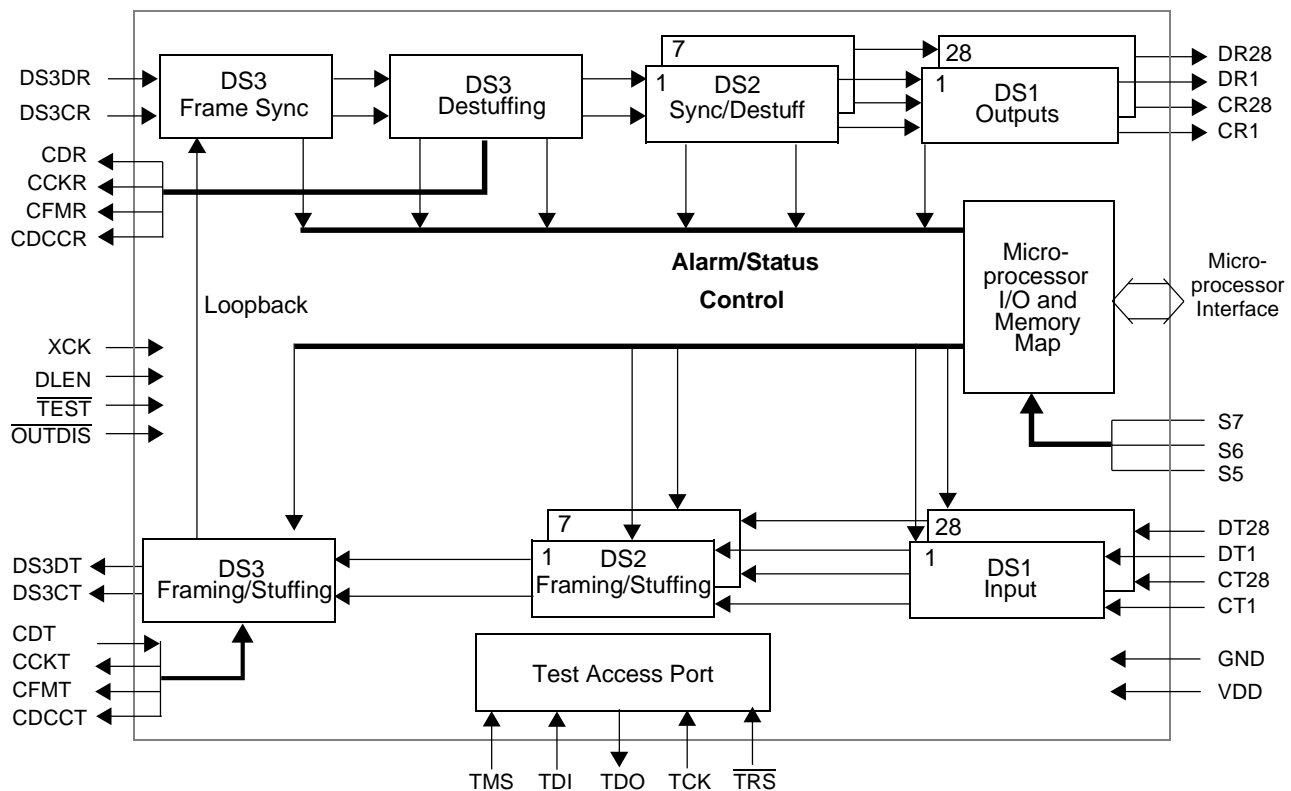 7
28
DS3
Frame Sync
DS3
Destuffing
1
DS2
Sync/Destuff
1
DS1
Outputs
DS3DR
DS3CR
DR28
DR1
CR28
CR1
CDR
CCKR
CFMR
CDCCR
Alarm/Status
Control
Micro-
processor
I/O and
Memory
Map
Micro-
processor
Interface
Loopback
XCK
DLEN
TEST
OUTDIS
S7
S6
S5
7
28
DS3
Framing/Stuffing
1
DS2
Framing/Stuffing
1
DS1
Input
DT28
DT1
CT28
CT1
DS3DT
DS3CT
CDT
CCKT
CFMT
CDCCT
Test Access Port
GND
VDD
TMS
TDI
TDO
TCK
TRS